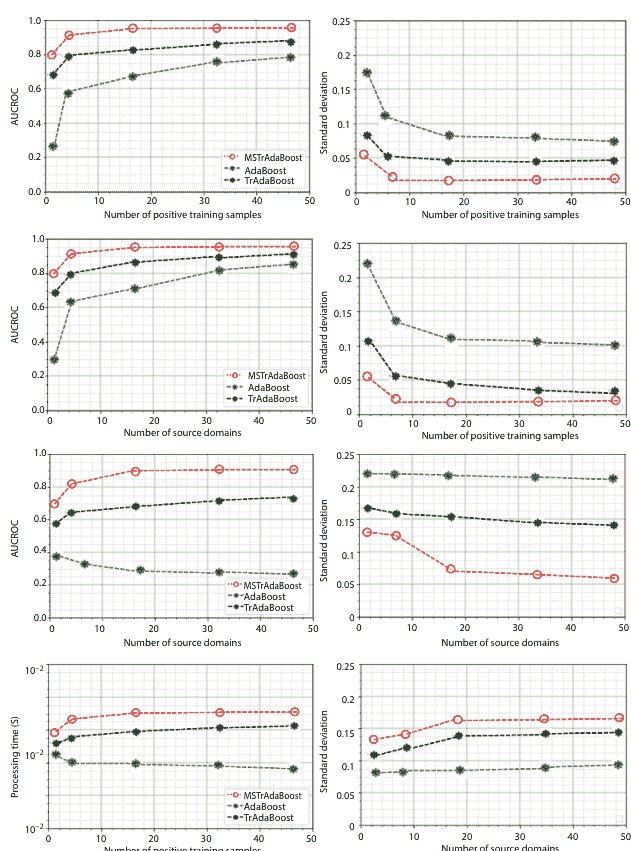 AUCROC
1.0
0.8
0.6
0.4
0.2
0.0
0 10 20 30 40 50
Number of positive training samples
MSTrAdaBoost
AdaBoost
TrAdaBoost
Standard deviation
0.25
0.2
0.15
0.1
0.05
0
0 10 20 30 40 50
Number of positive training samples
AUCROC
1.0
0.8
0.6
0.4
0.2
0.0
0 10 20 30 40 50
Number of source domains
MSTrAdaBoost
AdaBoost
TrAdaBoost
Standard deviation
0.25
0.2
0.15
0.1
0.05
0
0 10 20 30 40 50
Number of positive training samples
AUCROC
1.0
0.8
0.6
0.4
0.2
0.0
10 20 30 40 50
Number of source domains
MSTrAdaBoost
AdaBoost
TrAdaBoost
Standard deviation
0.25
0.2
0.15
0.1
0.05
0
0 10 20 30 40 50
Number of source domains
Processing time (S)
10⁻²
10⁻²
10⁻²
0 10 20 30 40 50
Number of positive training samples
MSTrAdaBoost
AdaBoost
TrAdaBoost
Standard deviation
0.25
0.2
0.15
0.1
0.05
0
0 10 20 30 40 50
Number of source domains